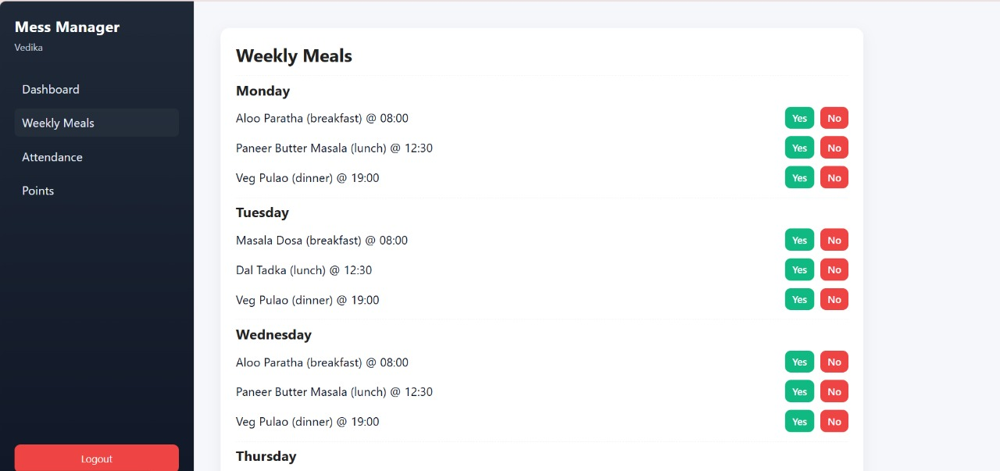 Mess Manager
Vedika
Dashboard
Weekly Meals
Attendance
Points
Logout
Weekly Meals
Monday
Aloo Paratha (breakfast) @ 08:00 Yes No
Paneer Butter Masala (lunch) @ 12:30 Yes No
Veg Pulao (dinner) @ 19:00 Yes No
Tuesday
Masala Dosa (breakfast) @ 08:00 Yes No
Dal Tadka (lunch) @ 12:30 Yes No
Veg Pulao (dinner) @ 19:00 Yes No
Wednesday
Aloo Paratha (breakfast) @ 08:00 Yes No
Paneer Butter Masala (lunch) @ 12:30 Yes No
Veg Pulao (dinner) @ 19:00 Yes No
Thursday